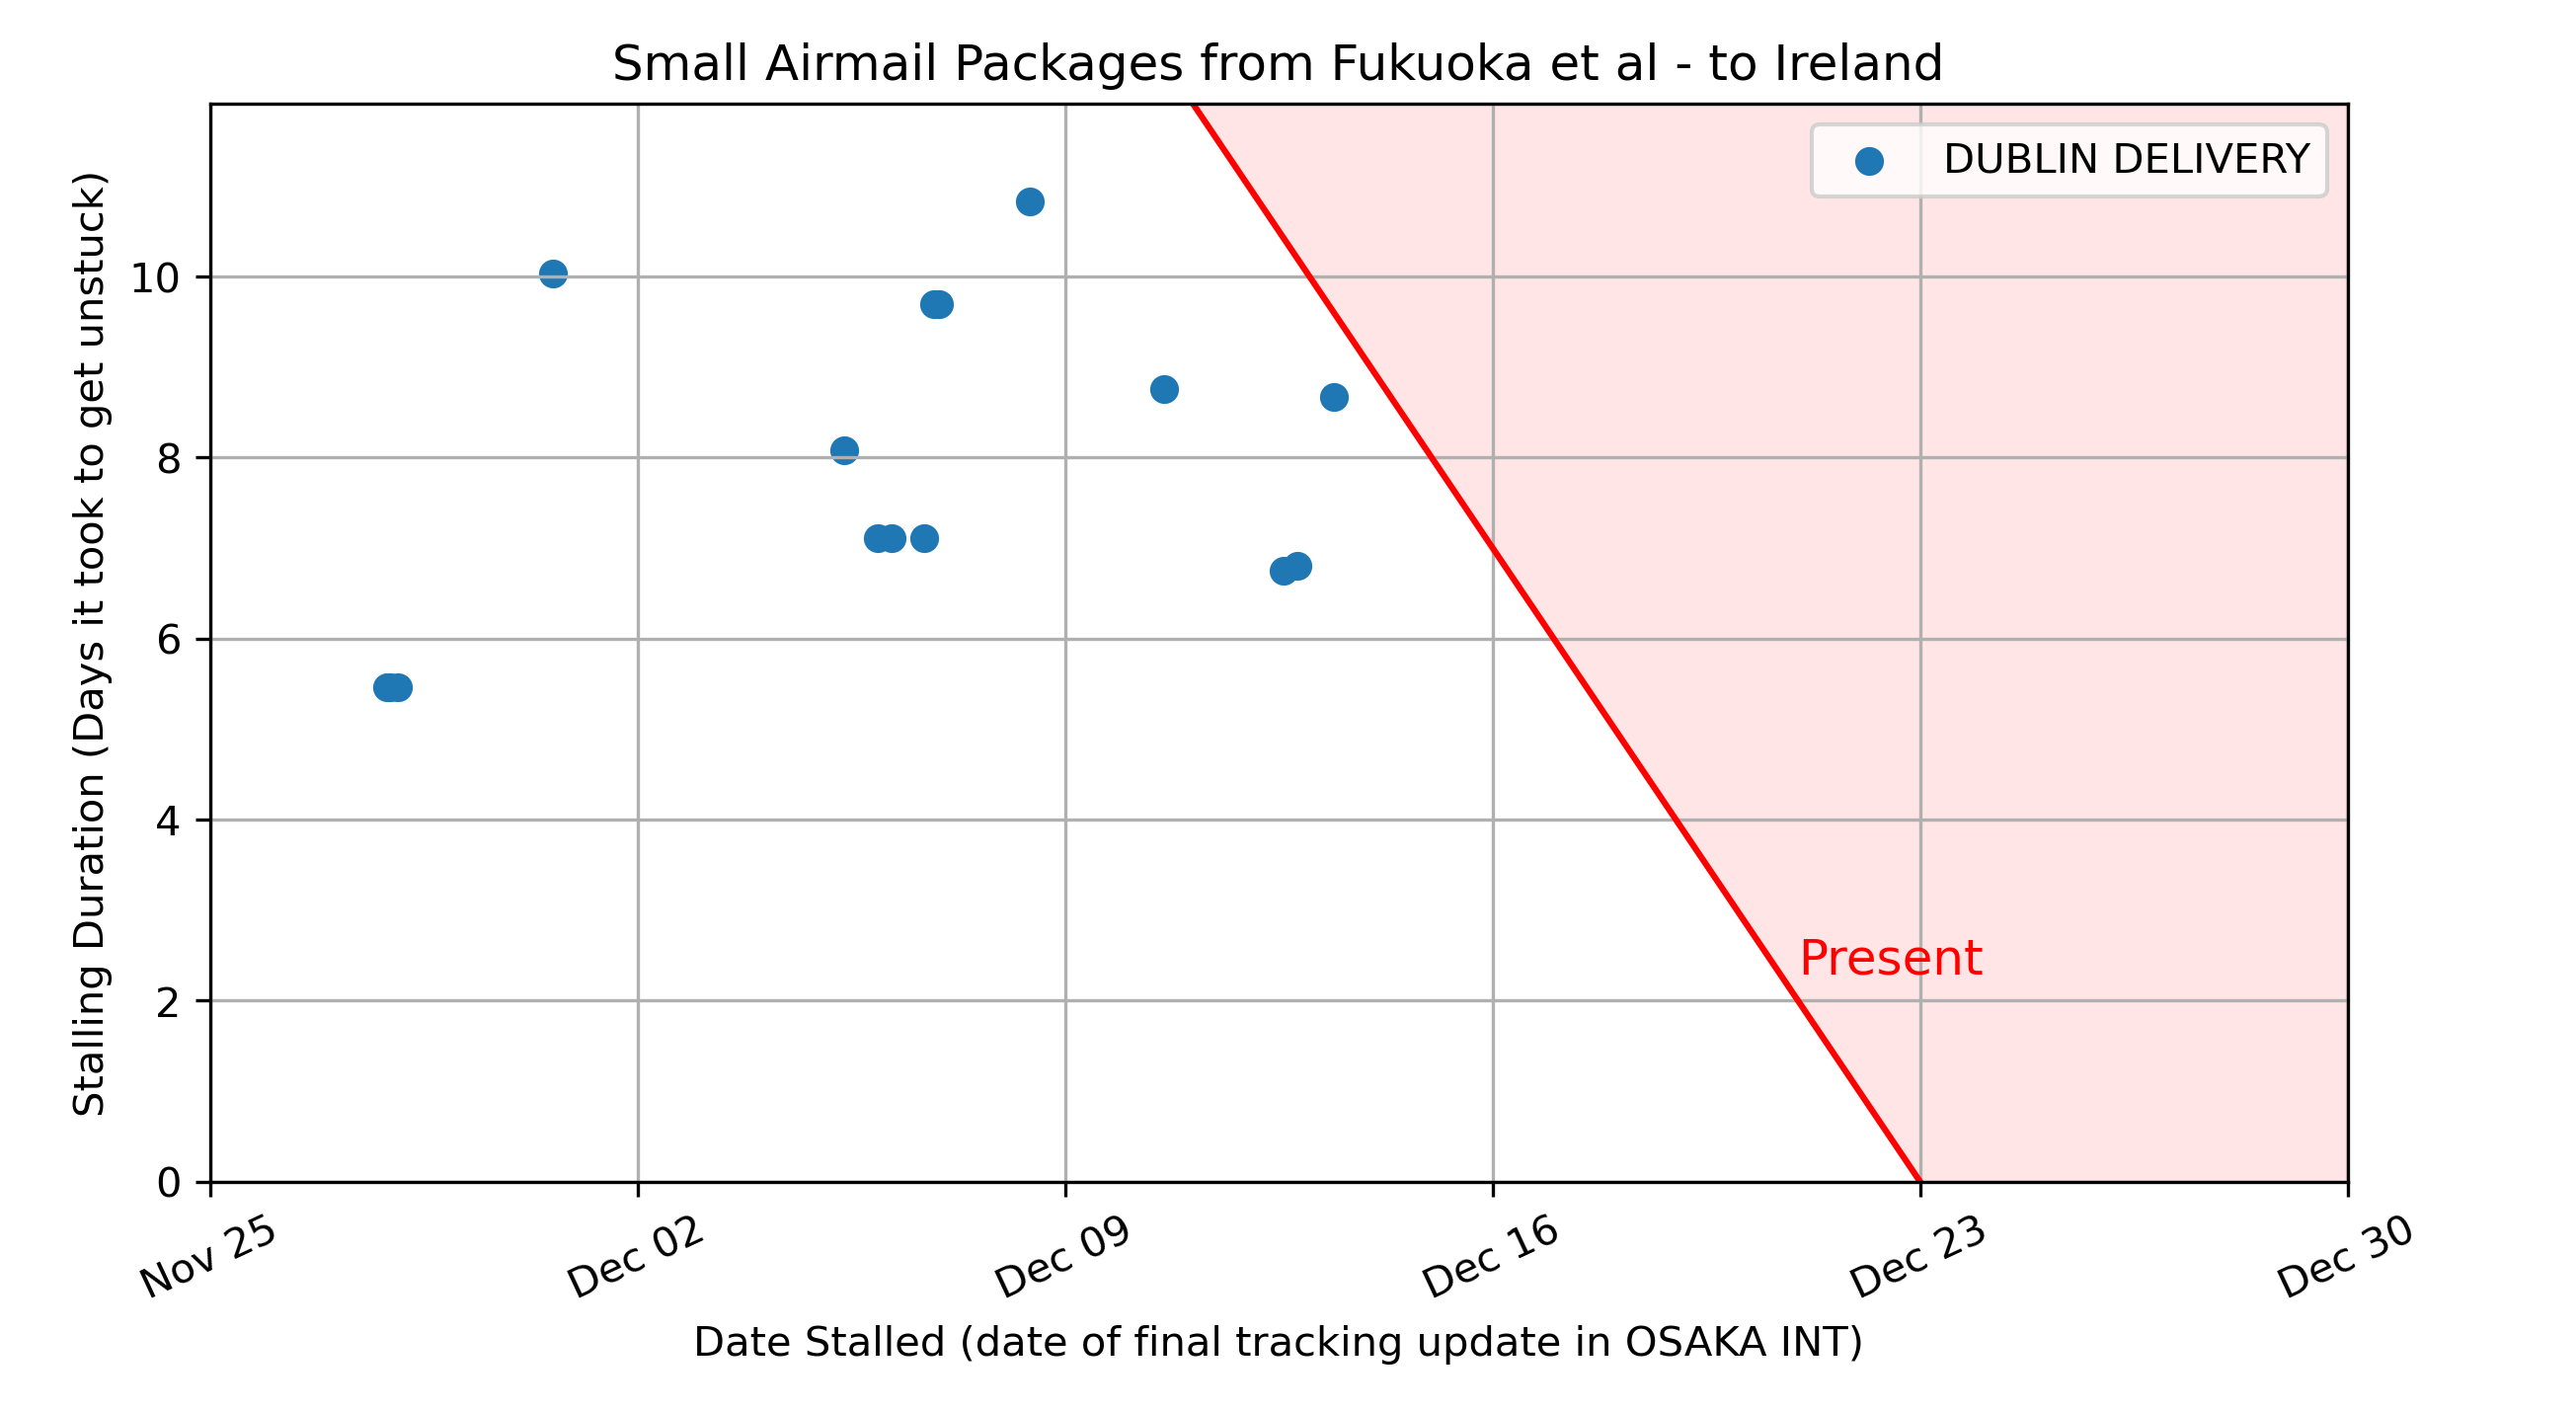 Small Airmail Packages from Fukuoka et al - to Ireland
DUBLIN DELIVERY
Stalling Duration (Days it took to get unstuck)
10
8
6
4
2
0
Present
Nov 25
Dec 02
Dec 09
Dec 16
Dec 23
Dec 30
Date Stalled (date of final tracking update in OSAKA INT)